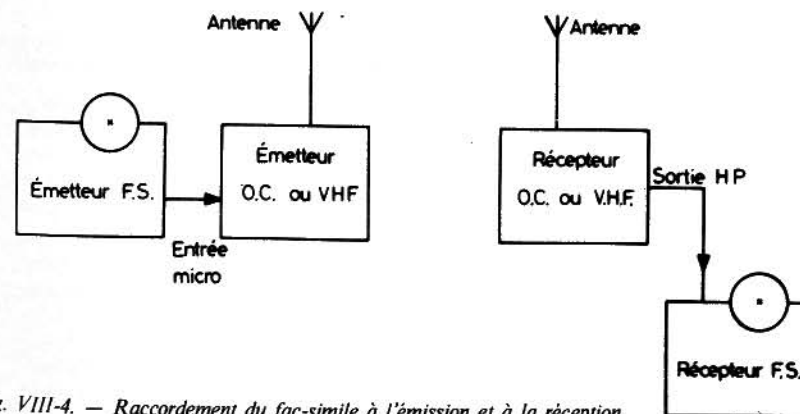 Antenne
Antenne
Émetteur F.S.
Émetteur
O.C. ou VHF
Entrée
micro
Récepteur
O.C. ou V.H.F.
Sortie HP
Récepteur F.S.
. VIII-4. — Raccordement du fac-simile à l'émission et à la réception